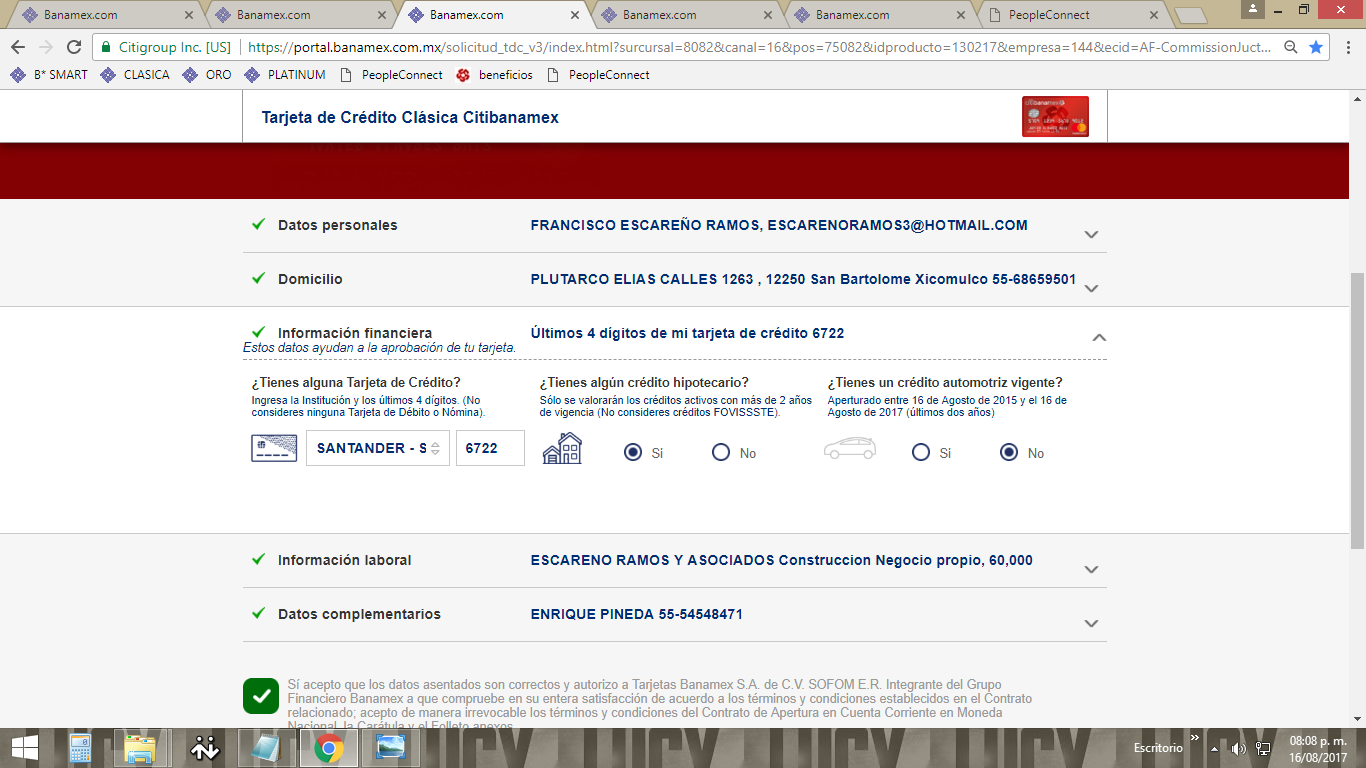 Banamex.com
Banamex.com
Banamex.com
Banamex.com
Banamex.com
PeopleConnect
Citigroup Inc. [US]
https://portal.banamex.com.mx/solicitud_tdc_v3/index.html?surcursal=8082&canal=16&pos=75082&idproducto=130217&empresa=144&ecid=AF-CommissionJuct...
B* SMART
CLASICA
ORO
PLATINUM
PeopleConnect
beneficios
PeopleConnect
Tarjeta de Crédito Clásica Citibanamex
citibanamex
Datos personales
FRANCISCO ESCAREÑO RAMOS, ESCARENORAMOS3@HOTMAIL.COM
Domicilio
PLUTARCO ELIAS CALLES 1263 , 12250 San Bartolome Xicomulco 55-68659501
Información financiera
Últimos 4 dígitos de mi tarjeta de crédito 6722
Estos datos ayudan a la aprobación de tu tarjeta.
¿Tienes alguna Tarjeta de Crédito?
Ingresa la Institución y los últimos 4 dígitos. (No
consideres ninguna Tarjeta de Débito o Nómina).
SANTANDER - S
6722
¿Tienes algún crédito hipotecario?
Sólo se valorarán los créditos activos con más de 2 años
de vigencia (No consideres créditos FOVISSSTE).
Si
No
¿Tienes un crédito automotriz vigente?
Aperturado entre 16 de Agosto de 2015 y el 16 de
Agosto de 2017 (últimos dos años)
Si
No
Información laboral
ESCARENO RAMOS Y ASOCIADOS Construccion Negocio propio, 60,000
Datos complementarios
ENRIQUE PINEDA 55-54548471
Sí acepto que los datos asentados son correctos y autorizo a Tarjetas Banamex S.A. de C.V. SOFOM E.R. Integrante del Grupo
Financiero Banamex a que compruebe en su entera satisfacción de acuerdo a los términos y condiciones establecidos en el Contrato
relacionado; acepto de manera irrevocable los términos y condiciones del Contrato de Apertura en Cuenta Corriente en Moneda
Nacional, la Carátula y el Folleto anexos.
Escritorio
08:08 p. m.
16/08/2017